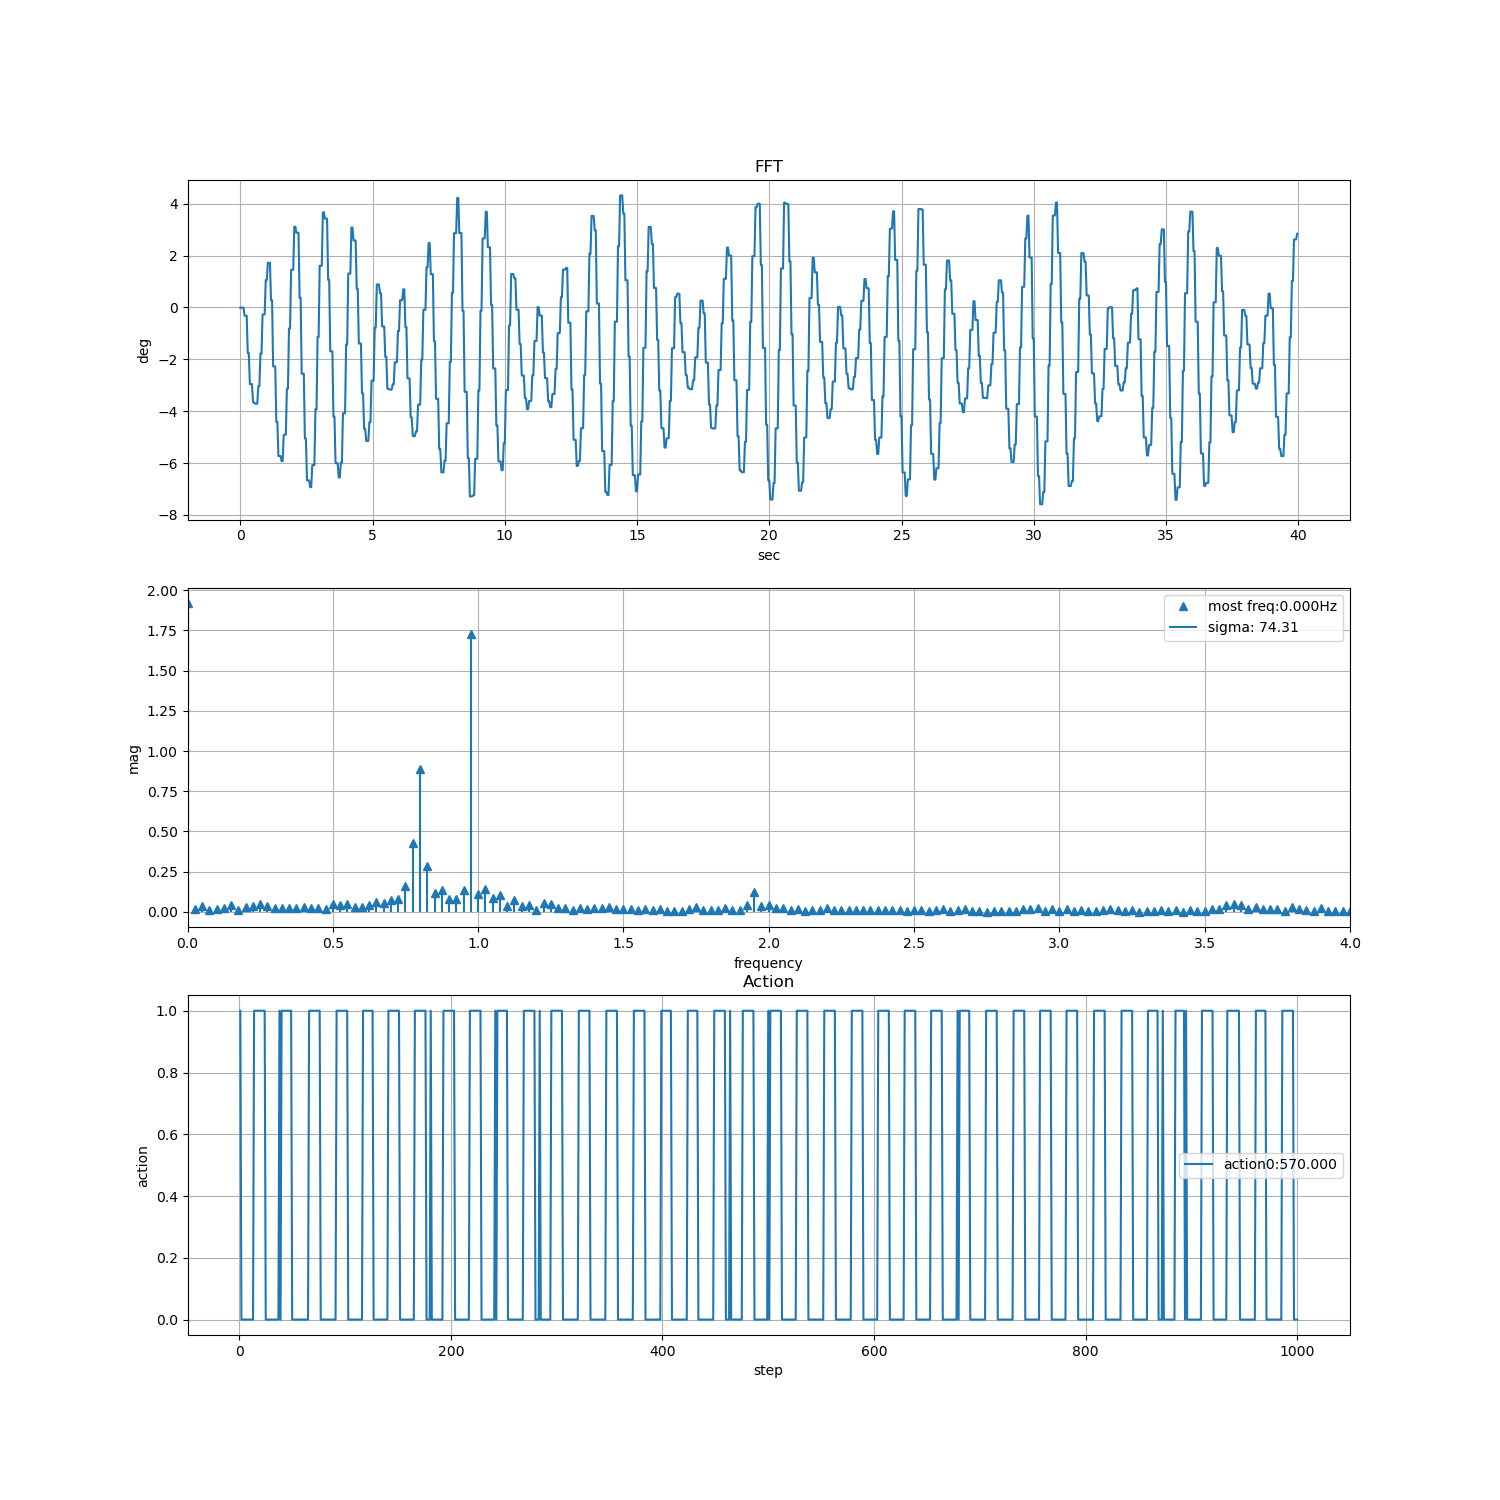 FFT
4
2
0
−2
−4
−6
−8
deg
0 5 10 15 20 25 30 35 40
sec
2.00
1.75
1.50
1.25
1.00
0.75
0.50
0.25
0.00
mag
most freq:0.000Hz
sigma: 74.31
0.0 0.5 1.0 1.5 2.0 2.5 3.0 3.5 4.0
frequency
Action
1.0
0.8
0.6
0.4
0.2
0.0
action
action0:570.000
0 200 400 600 800 1000
step